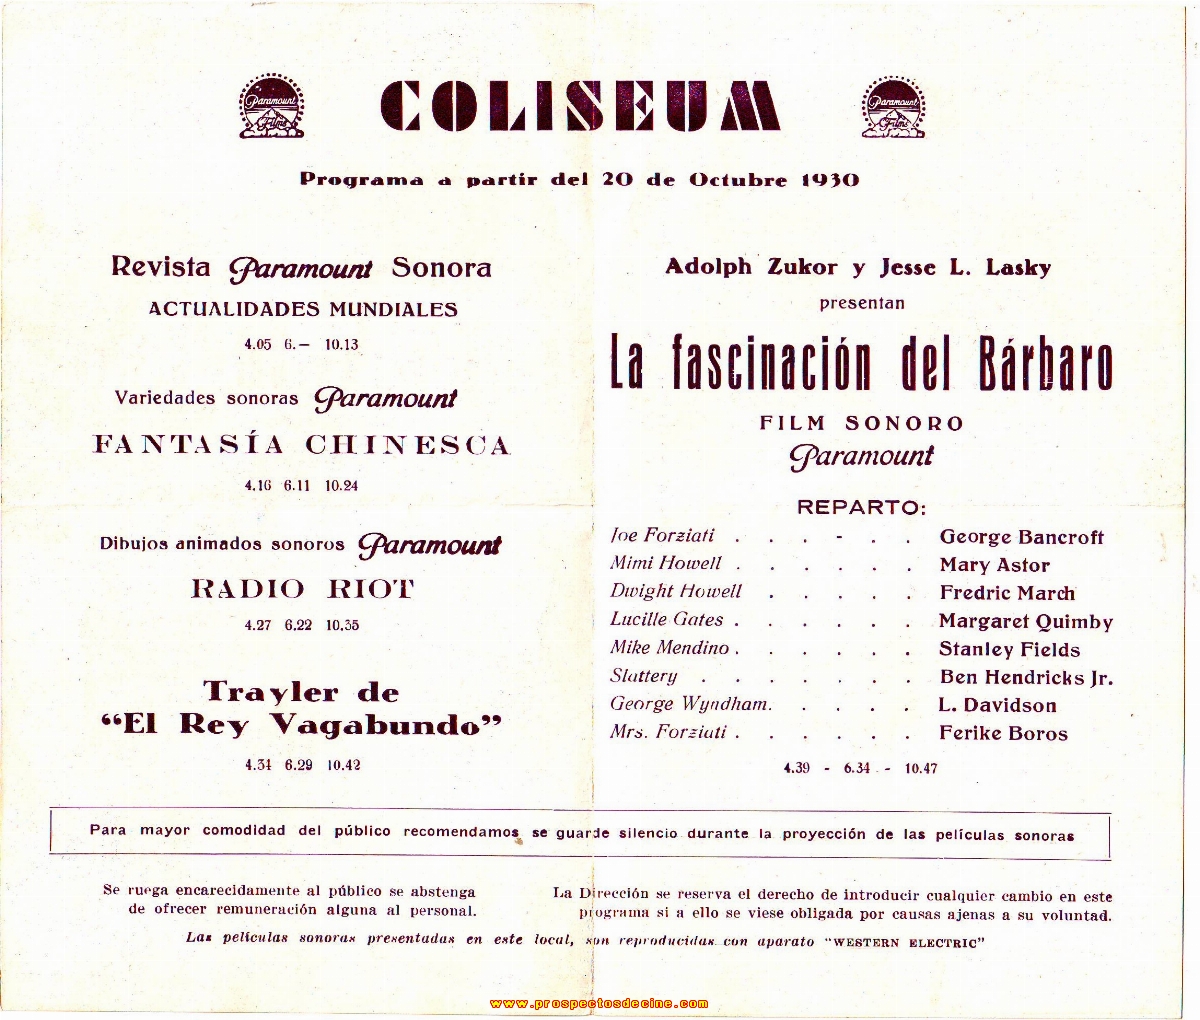 Paramount Films
COLISEUM
Paramount Films
Programa a partir del 20 de Octubre 1930
Revista Paramount Sonora
ACTUALIDADES MUNDIALES
4.05 6.— 10.13
Variedades sonoras Paramount
FANTASÍA CHINESCA
4.16 6.11 10.24
Dibujos animados sonoros Paramount
RADIO RIOT
4.27 6.22 10.35
Trayler de
“El Rey Vagabundo”
4.34 6.29 10.42
Adolph Zukor y Jesse L. Lasky
presentan
La fascinación del Bárbaro
FILM SONORO
Paramount
REPARTO:
Joe Forziati . . . - . . George Bancroft
Mimi Howell . . . . . . Mary Astor
Dwight Howell . . . . . Fredric March
Lucille Gates . . . . . . Margaret Quimby
Mike Mendino . . . . . . Stanley Fields
Slattery . . . . . . . Ben Hendricks Jr.
George Wyndham. . . . . L. Davidson
Mrs. Forziati . . . . . . Ferike Boros
4.39 - 6.34 - 10.47
Para mayor comodidad del público recomendamos se guarde silencio durante la proyección de las películas sonoras
Se ruega encarecidamente al público se abstenga
de ofrecer remuneración alguna al personal.
La Dirección se reserva el derecho de introducir cualquier cambio en este
programa si a ello se viese obligada por causas ajenas a su voluntad.
Las películas sonoras presentadas en este local, son reproducidas con aparato "WESTERN ELECTRIC"
www.prospectosdecine.com